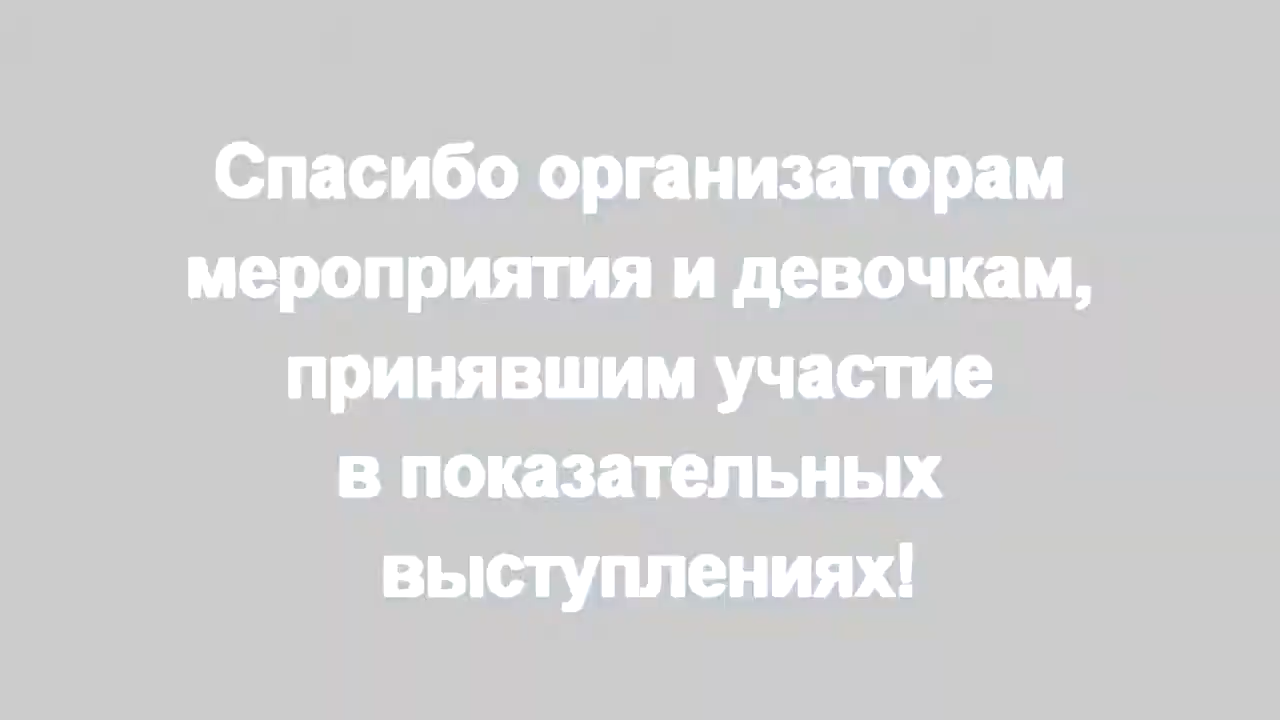 Спасибо организаторам
мероприятия и девочкам,
принявшим участие
в показательных
выступлениях!